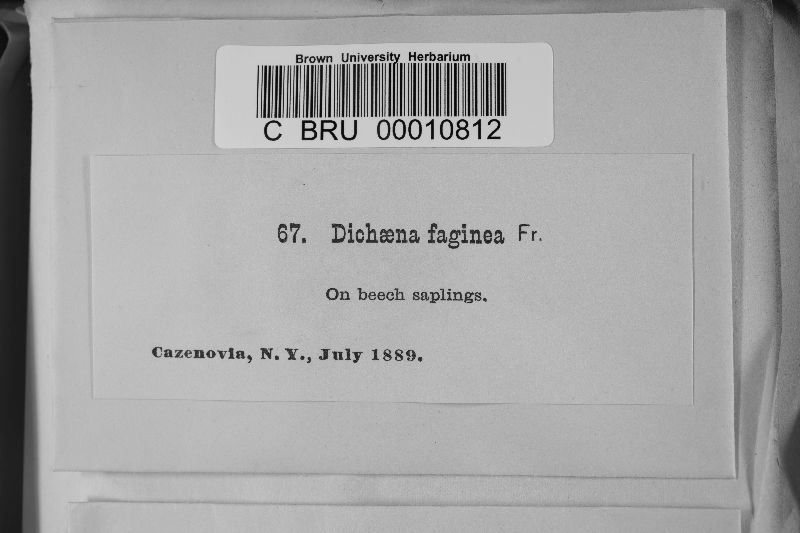 Brown University Herbarium
C BRU 00010812
67. Dichæna faginea Fr.
On beech saplings.
Cazenovia, N. Y., July 1889.